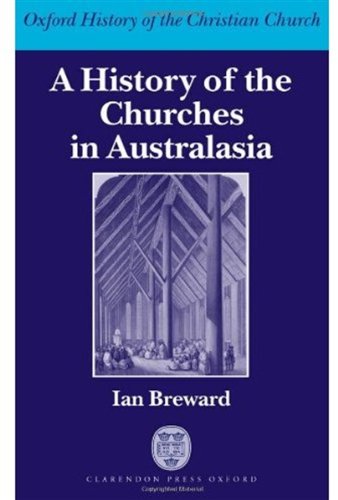 Oxford History of the Christian Church
A History of the
Churches
in Australasia
Ian Breward
CLARENDON PRESS OXFORD